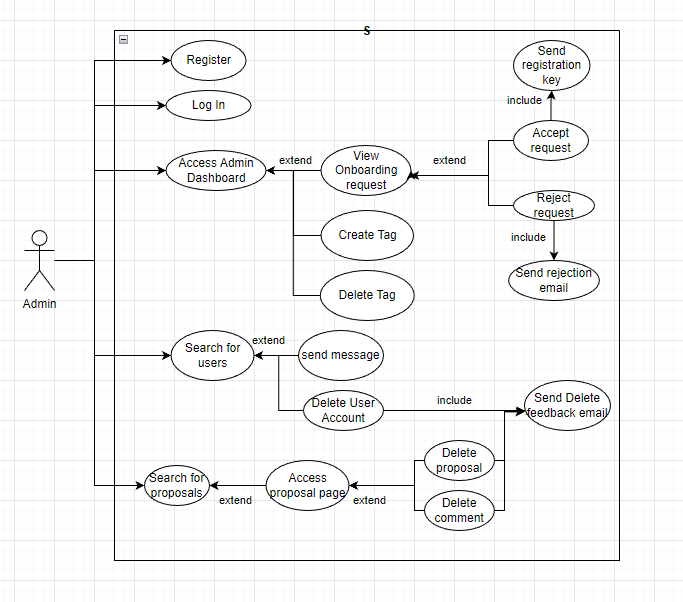 S
Register
Log In
Access Admin
Dashboard
extend
View
Onboarding
request
extend
Send
registration
key
include
Accept
request
Reject
request
include
Send rejection
email
Create Tag
Delete Tag
Admin
Search for
users
extend
send message
Delete User
Account
include
Send Delete
feedback email
Search for
proposals
extend
Access
proposal page
extend
Delete
proposal
Delete
comment